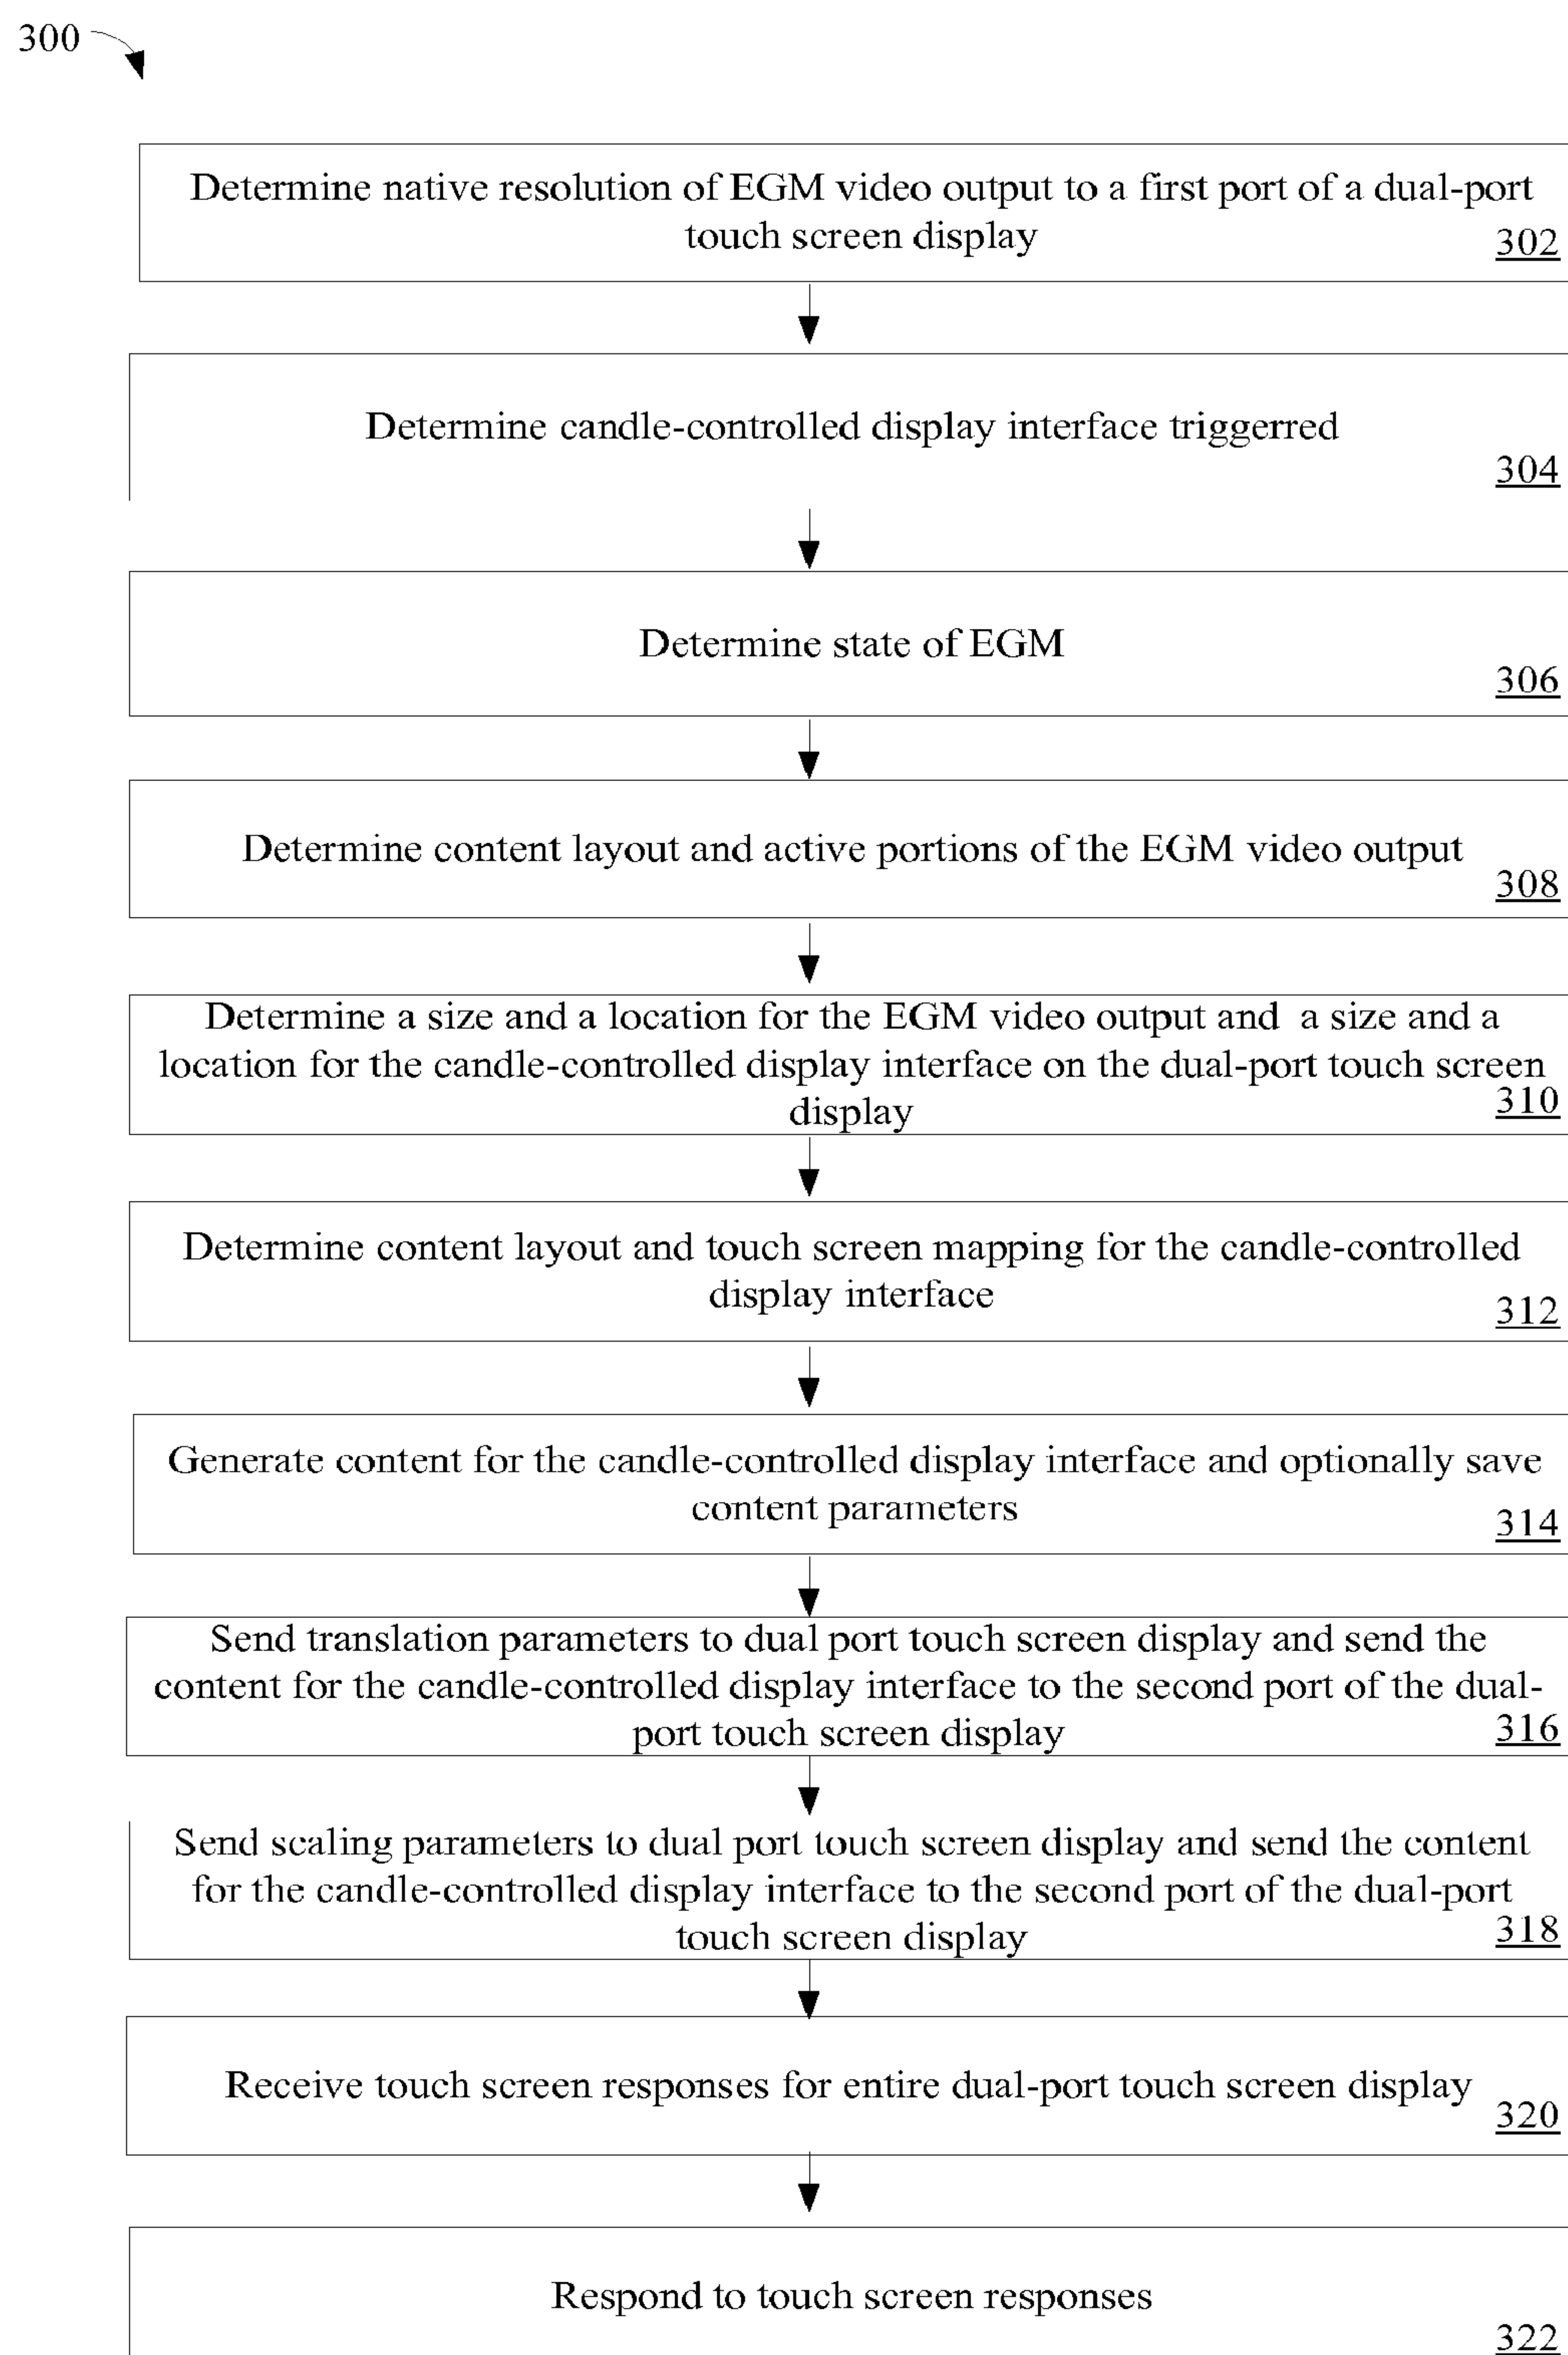 300
Determine native resolution of EGM video output to a first port of a dual-port
touch screen display
302
Determine candle-controlled display interface triggerred
304
Determine state of EGM
306
Determine content layout and active portions of the EGM video output
308
Determine a size and a location for the EGM video output and a size and a
location for the candle-controlled display interface on the dual-port touch screen
display
310
Determine content layout and touch screen mapping for the candle-controlled
display interface
312
Generate content for the candle-controlled display interface and optionally save
content parameters
314
Send translation parameters to dual port touch screen display and send the
content for the candle-controlled display interface to the second port of the dual-
port touch screen display
316
Send scaling parameters to dual port touch screen display and send the content
for the candle-controlled display interface to the second port of the dual-port
touch screen display
318
Receive touch screen responses for entire dual-port touch screen display
320
Respond to touch screen responses
322